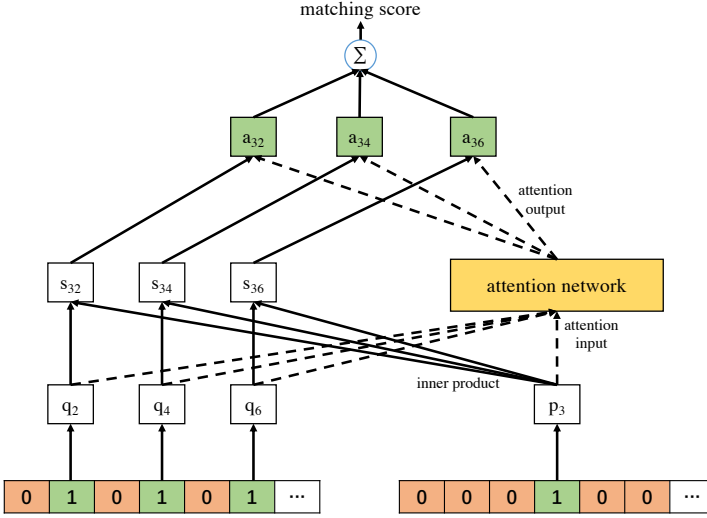 matching score
Σ
a32 a34 a36
attention
output
s32 s34 s36 attention network
attention
input
inner product
q2 q4 q6 p3
0 1 0 1 0 1 ... 0 0 0 1 0 0 ...